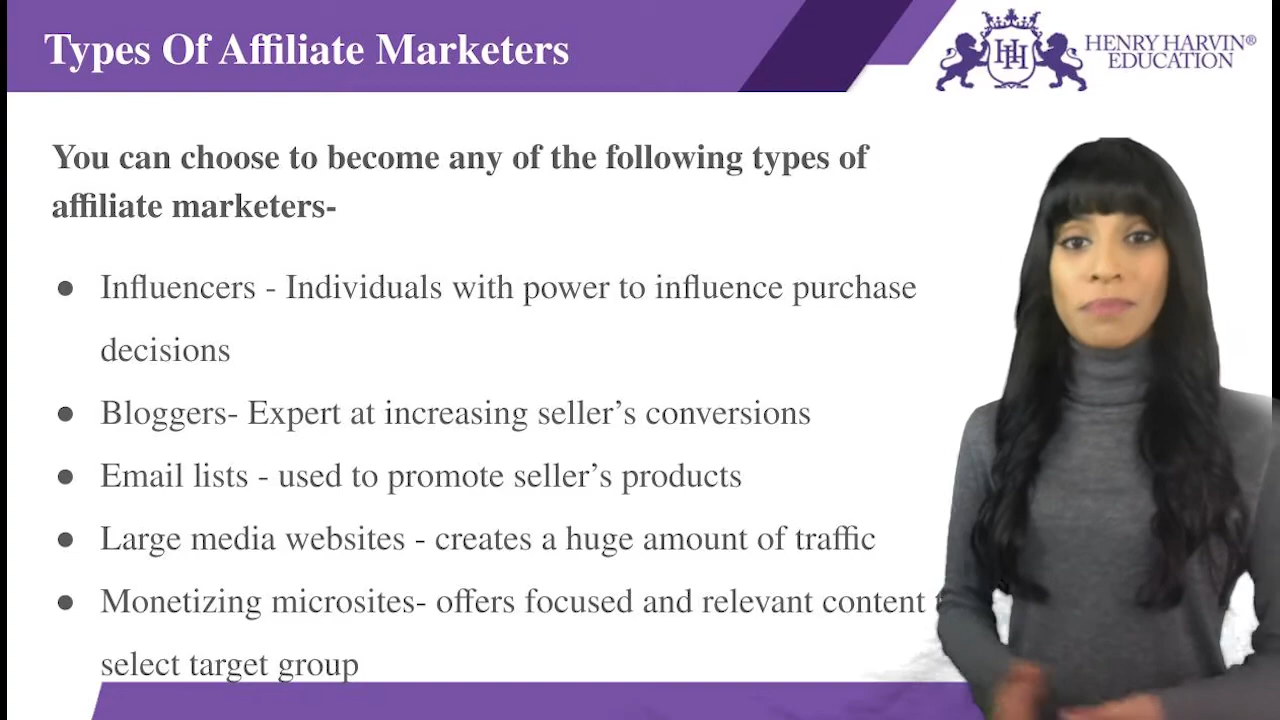 Types Of Affiliate Marketers
HENRY HARVIN®
EDUCATION
You can choose to become any of the following types of
affiliate marketers-
● Influencers - Individuals with power to influence purchase
decisions
● Bloggers- Expert at increasing seller’s conversions
● Email lists - used to promote seller’s products
● Large media websites - creates a huge amount of traffic
● Monetizing microsites- offers focused and relevant content
select target group